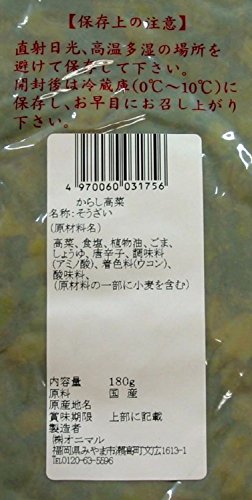 【保存上の注意】
直射日光、高温多湿の場所を
避けて保存して下さい。
開封後は冷蔵庫(0℃〜10℃)に
保存し、お早目にお召し上がり
下さい。
4 970060 031756
からし高菜
名称:そうざい
(原材料名)
高菜、食塩、植物油、ごま、
しょうゆ、唐辛子、調味料
(アミノ酸)、着色料(ウコン)、
酸味料、
(原材料の一部に小麦を含む)
内容量 180g
原料 国 産
原産地名
賞味期限 上部に記載
製造者
㈱オニマル
福岡県みやま市瀬高町文広1613-1
℡0120-63-5596